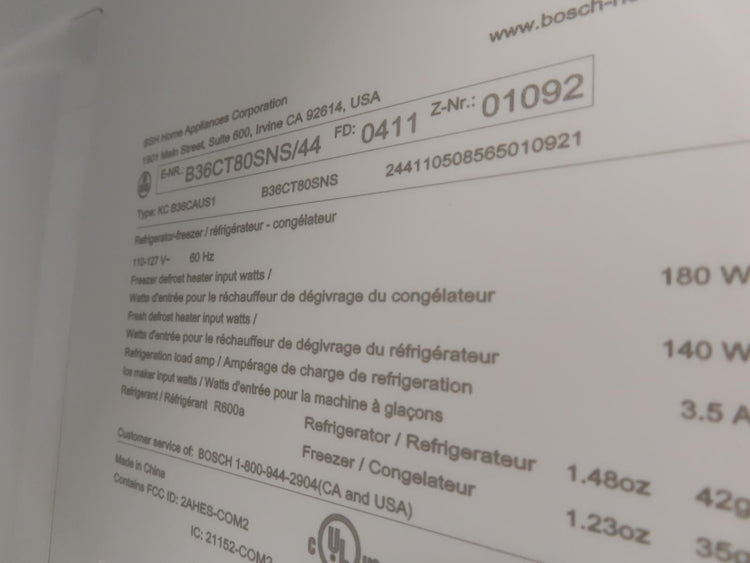 www.bosch-h
BSH Home Appliances Corporation
1901 Main Street, Suite 600, Irvine CA 92614, USA
E-NR.: B36CT80SNS/44 FD: 0411 Z-Nr.: 01092
Type: KC B36CAUS1 B36CT80SNS 244110508565010921
Refrigerator-freezer / réfrigérateur - congélateur
110-127 V~ 60 Hz
Freezer defrost heater input watts /
Watts d'entrée pour le réchauffeur de dégivrage du congélateur 180 W
Fresh defrost heater input watts /
Watts d'entrée pour le réchauffeur de dégivrage du réfrigérateur 140 W
Refrigeration load amp / Ampérage de charge de refrigeration 3.5 A
Ice maker input watts / Watts d'entrée pour la machine à glaçons
Refrigerant / Réfrigérant R600a Refrigerator / Refrigerateur 1.48oz 42g
Freezer / Congelateur 1.23oz 35g
Customer service of: BOSCH 1-800-944-2904(CA and USA)
Made in China
Contains FCC ID: 2AHES-COM2
IC: 21152-COM2
c UL